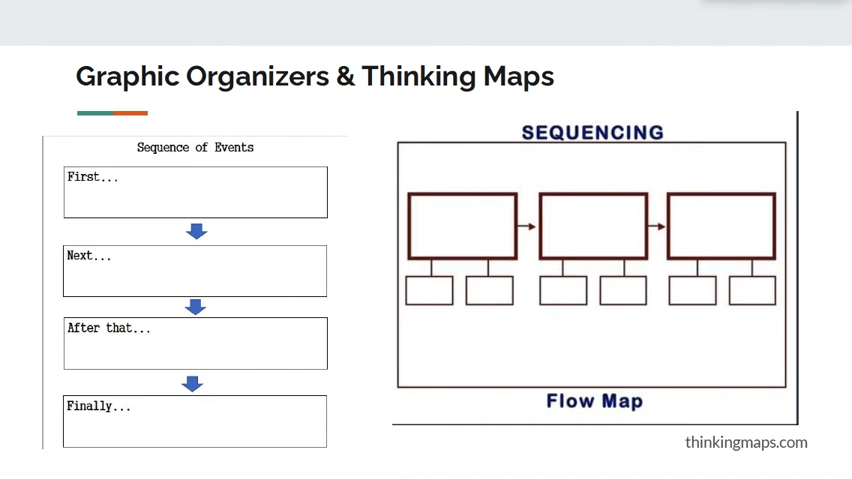 Graphic Organizers & Thinking Maps
Sequence of Events
First...
Next...
After that...
Finally...
SEQUENCING
Flow Map
thinkingmaps.com